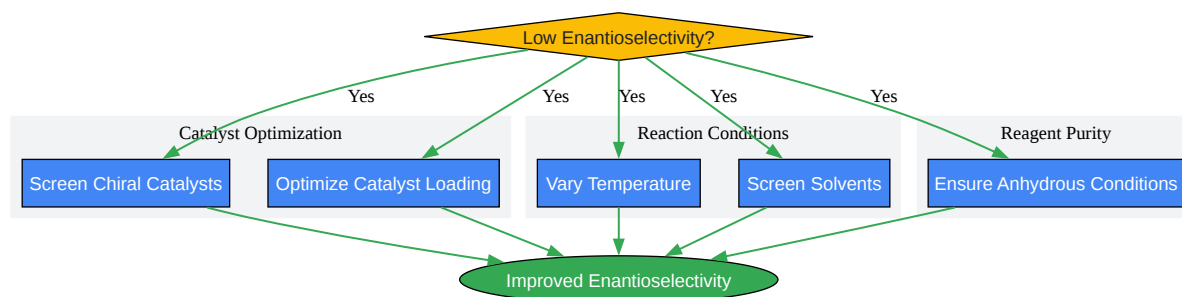 Low Enantioselectivity?
Yes Yes Yes Yes Yes
Catalyst Optimization Reaction Conditions Reagent Purity
Screen Chiral Catalysts Optimize Catalyst Loading Vary Temperature Screen Solvents Ensure Anhydrous Conditions
Improved Enantioselectivity